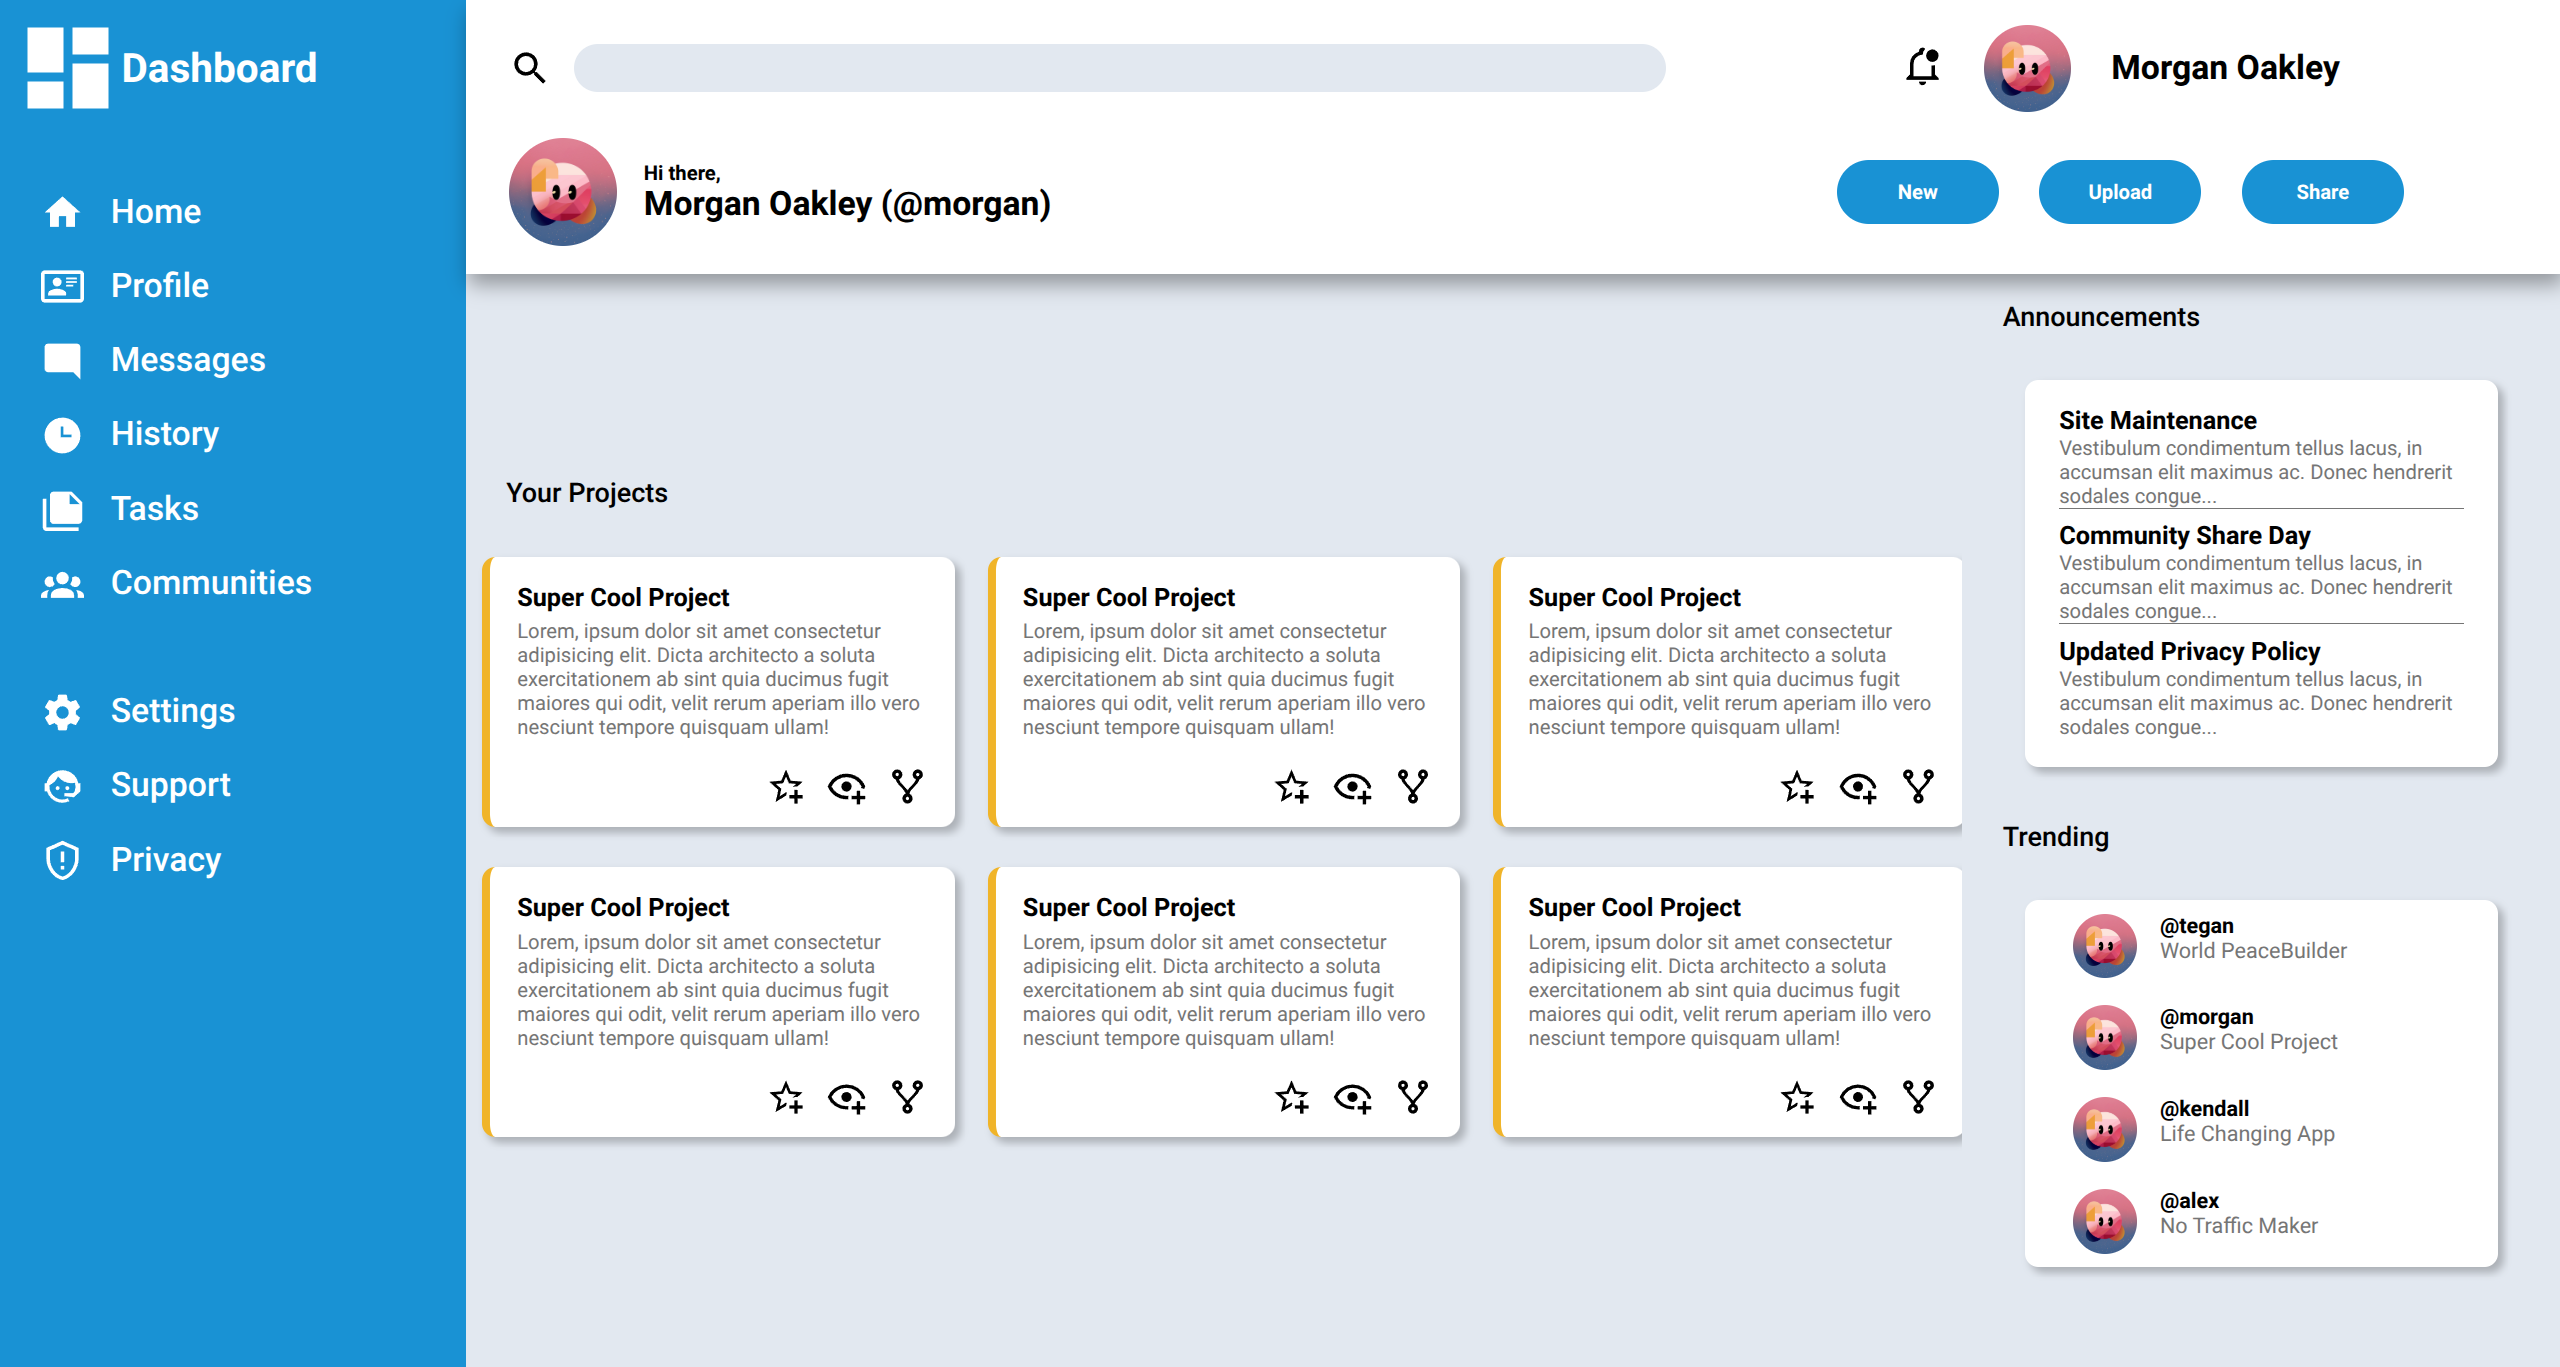 Dashboard
Home
Profile
Messages
History
Tasks
Communities
Settings
Support
Privacy
Morgan Oakley
Hi there,
Morgan Oakley (@morgan)
New
Upload
Share
Your Projects
Super Cool Project
Lorem, ipsum dolor sit amet consectetur
adipisicing elit. Dicta architecto a soluta
exercitationem ab sint quia ducimus fugit
maiores qui odit, velit rerum aperiam illo vero
nesciunt tempore quisquam ullam!
Super Cool Project
Lorem, ipsum dolor sit amet consectetur
adipisicing elit. Dicta architecto a soluta
exercitationem ab sint quia ducimus fugit
maiores qui odit, velit rerum aperiam illo vero
nesciunt tempore quisquam ullam!
Super Cool Project
Lorem, ipsum dolor sit amet consectetur
adipisicing elit. Dicta architecto a soluta
exercitationem ab sint quia ducimus fugit
maiores qui odit, velit rerum aperiam illo vero
nesciunt tempore quisquam ullam!
Super Cool Project
Lorem, ipsum dolor sit amet consectetur
adipisicing elit. Dicta architecto a soluta
exercitationem ab sint quia ducimus fugit
maiores qui odit, velit rerum aperiam illo vero
nesciunt tempore quisquam ullam!
Super Cool Project
Lorem, ipsum dolor sit amet consectetur
adipisicing elit. Dicta architecto a soluta
exercitationem ab sint quia ducimus fugit
maiores qui odit, velit rerum aperiam illo vero
nesciunt tempore quisquam ullam!
Super Cool Project
Lorem, ipsum dolor sit amet consectetur
adipisicing elit. Dicta architecto a soluta
exercitationem ab sint quia ducimus fugit
maiores qui odit, velit rerum aperiam illo vero
nesciunt tempore quisquam ullam!
Announcements
Site Maintenance
Vestibulum condimentum tellus lacus, in
accumsan elit maximus ac. Donec hendrerit
sodales congue...
Community Share Day
Vestibulum condimentum tellus lacus, in
accumsan elit maximus ac. Donec hendrerit
sodales congue...
Updated Privacy Policy
Vestibulum condimentum tellus lacus, in
accumsan elit maximus ac. Donec hendrerit
sodales congue...
Trending
@tegan
World PeaceBuilder
@morgan
Super Cool Project
@kendall
Life Changing App
@alex
No Traffic Maker